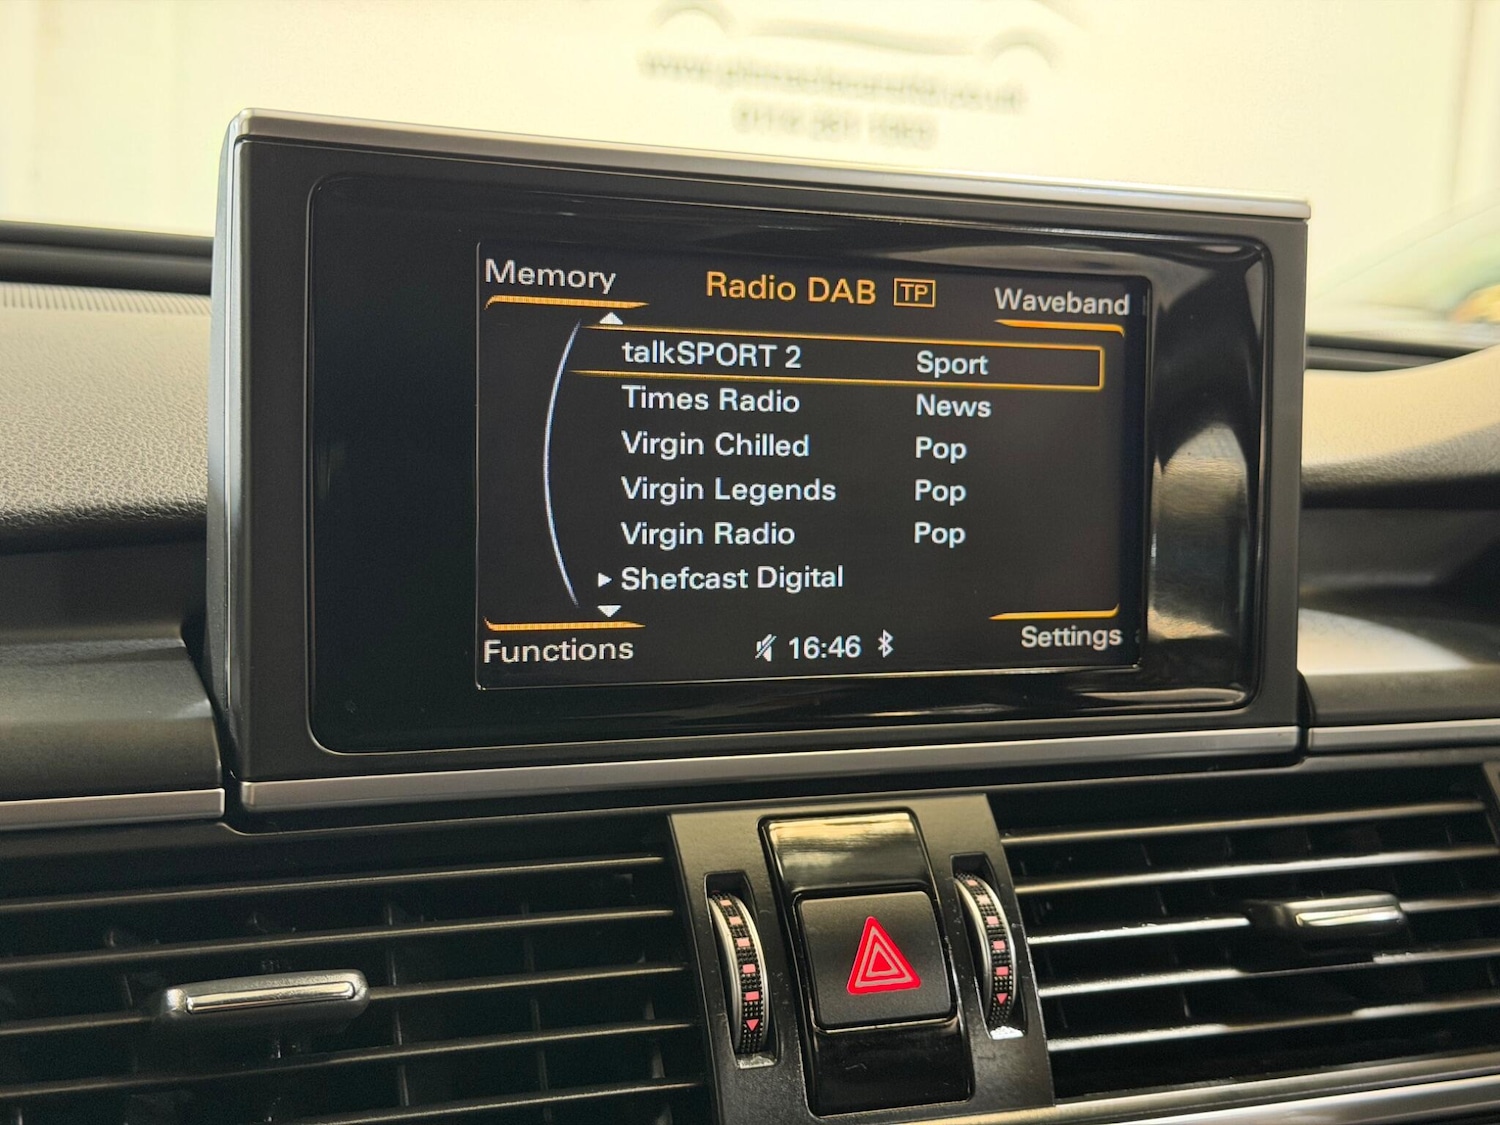 Memory
Radio DAB TP
Waveband
talkSPORT 2 Sport
Times Radio News
Virgin Chilled Pop
Virgin Legends Pop
Virgin Radio Pop
Shefcast Digital
Functions
16:46
Settings